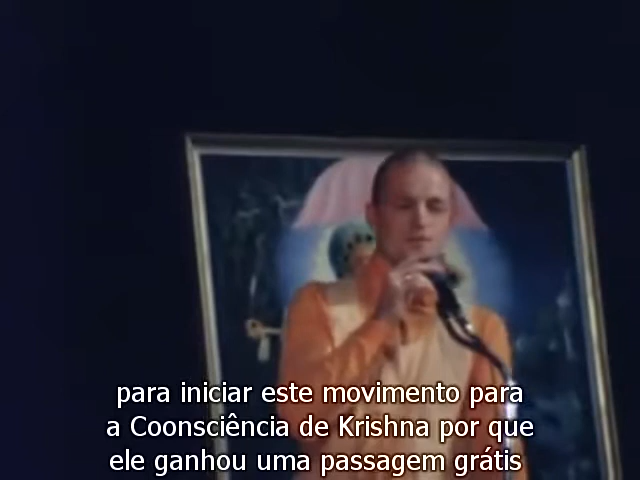 para iniciar este movimento para
a Coonsciência de Krishna por que
ele ganhou uma passagem grátis